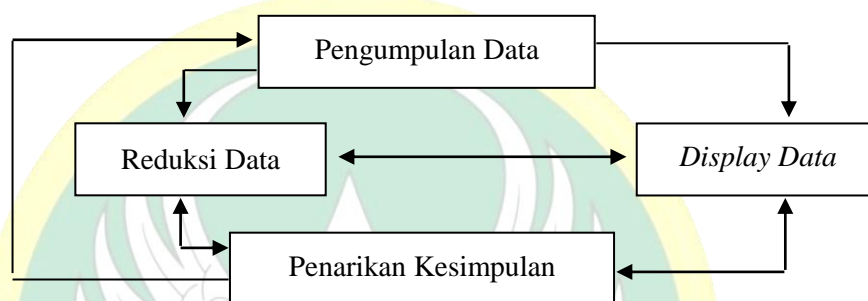 Pengumpulan Data
Reduksi Data
Display Data
Penarikan Kesimpulan